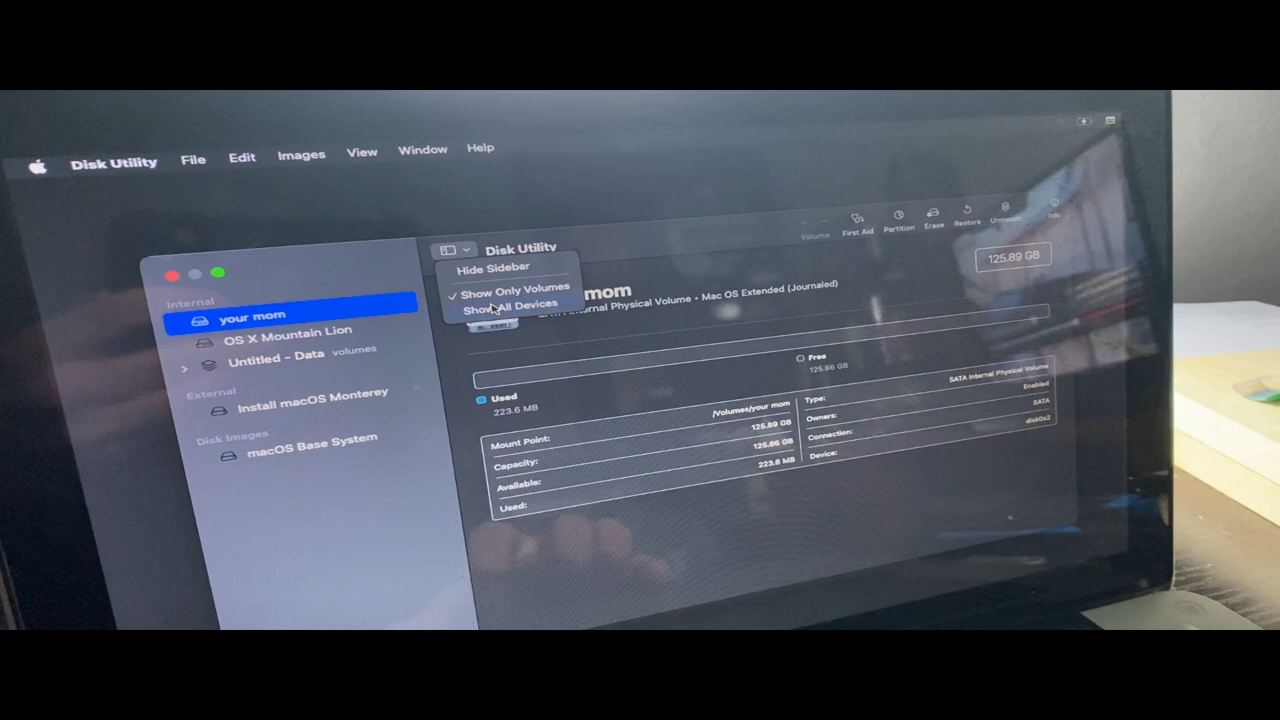 Disk Utility File Edit Images View Window Help
Disk Utility
Volume First Aid Partition Erase Restore Unmount Info
Hide Sidebar
✓ Show Only Volumes
Show All Devices
Internal
your mom
OS X Mountain Lion
Untitled - Data volumes
External
Install macOS Monterey
Disk Images
macOS Base System
mom
Internal Physical Volume • Mac OS Extended (Journaled)
125.89 GB
Used
223.6 MB
Free
125.66 GB
Mount Point: /Volumes/your mom
Capacity: 125.89 GB
Available: 125.66 GB
Used: 223.6 MB
Type: SATA Internal Physical Volume
Owners: Enabled
Connection: SATA
Device: disk0s2